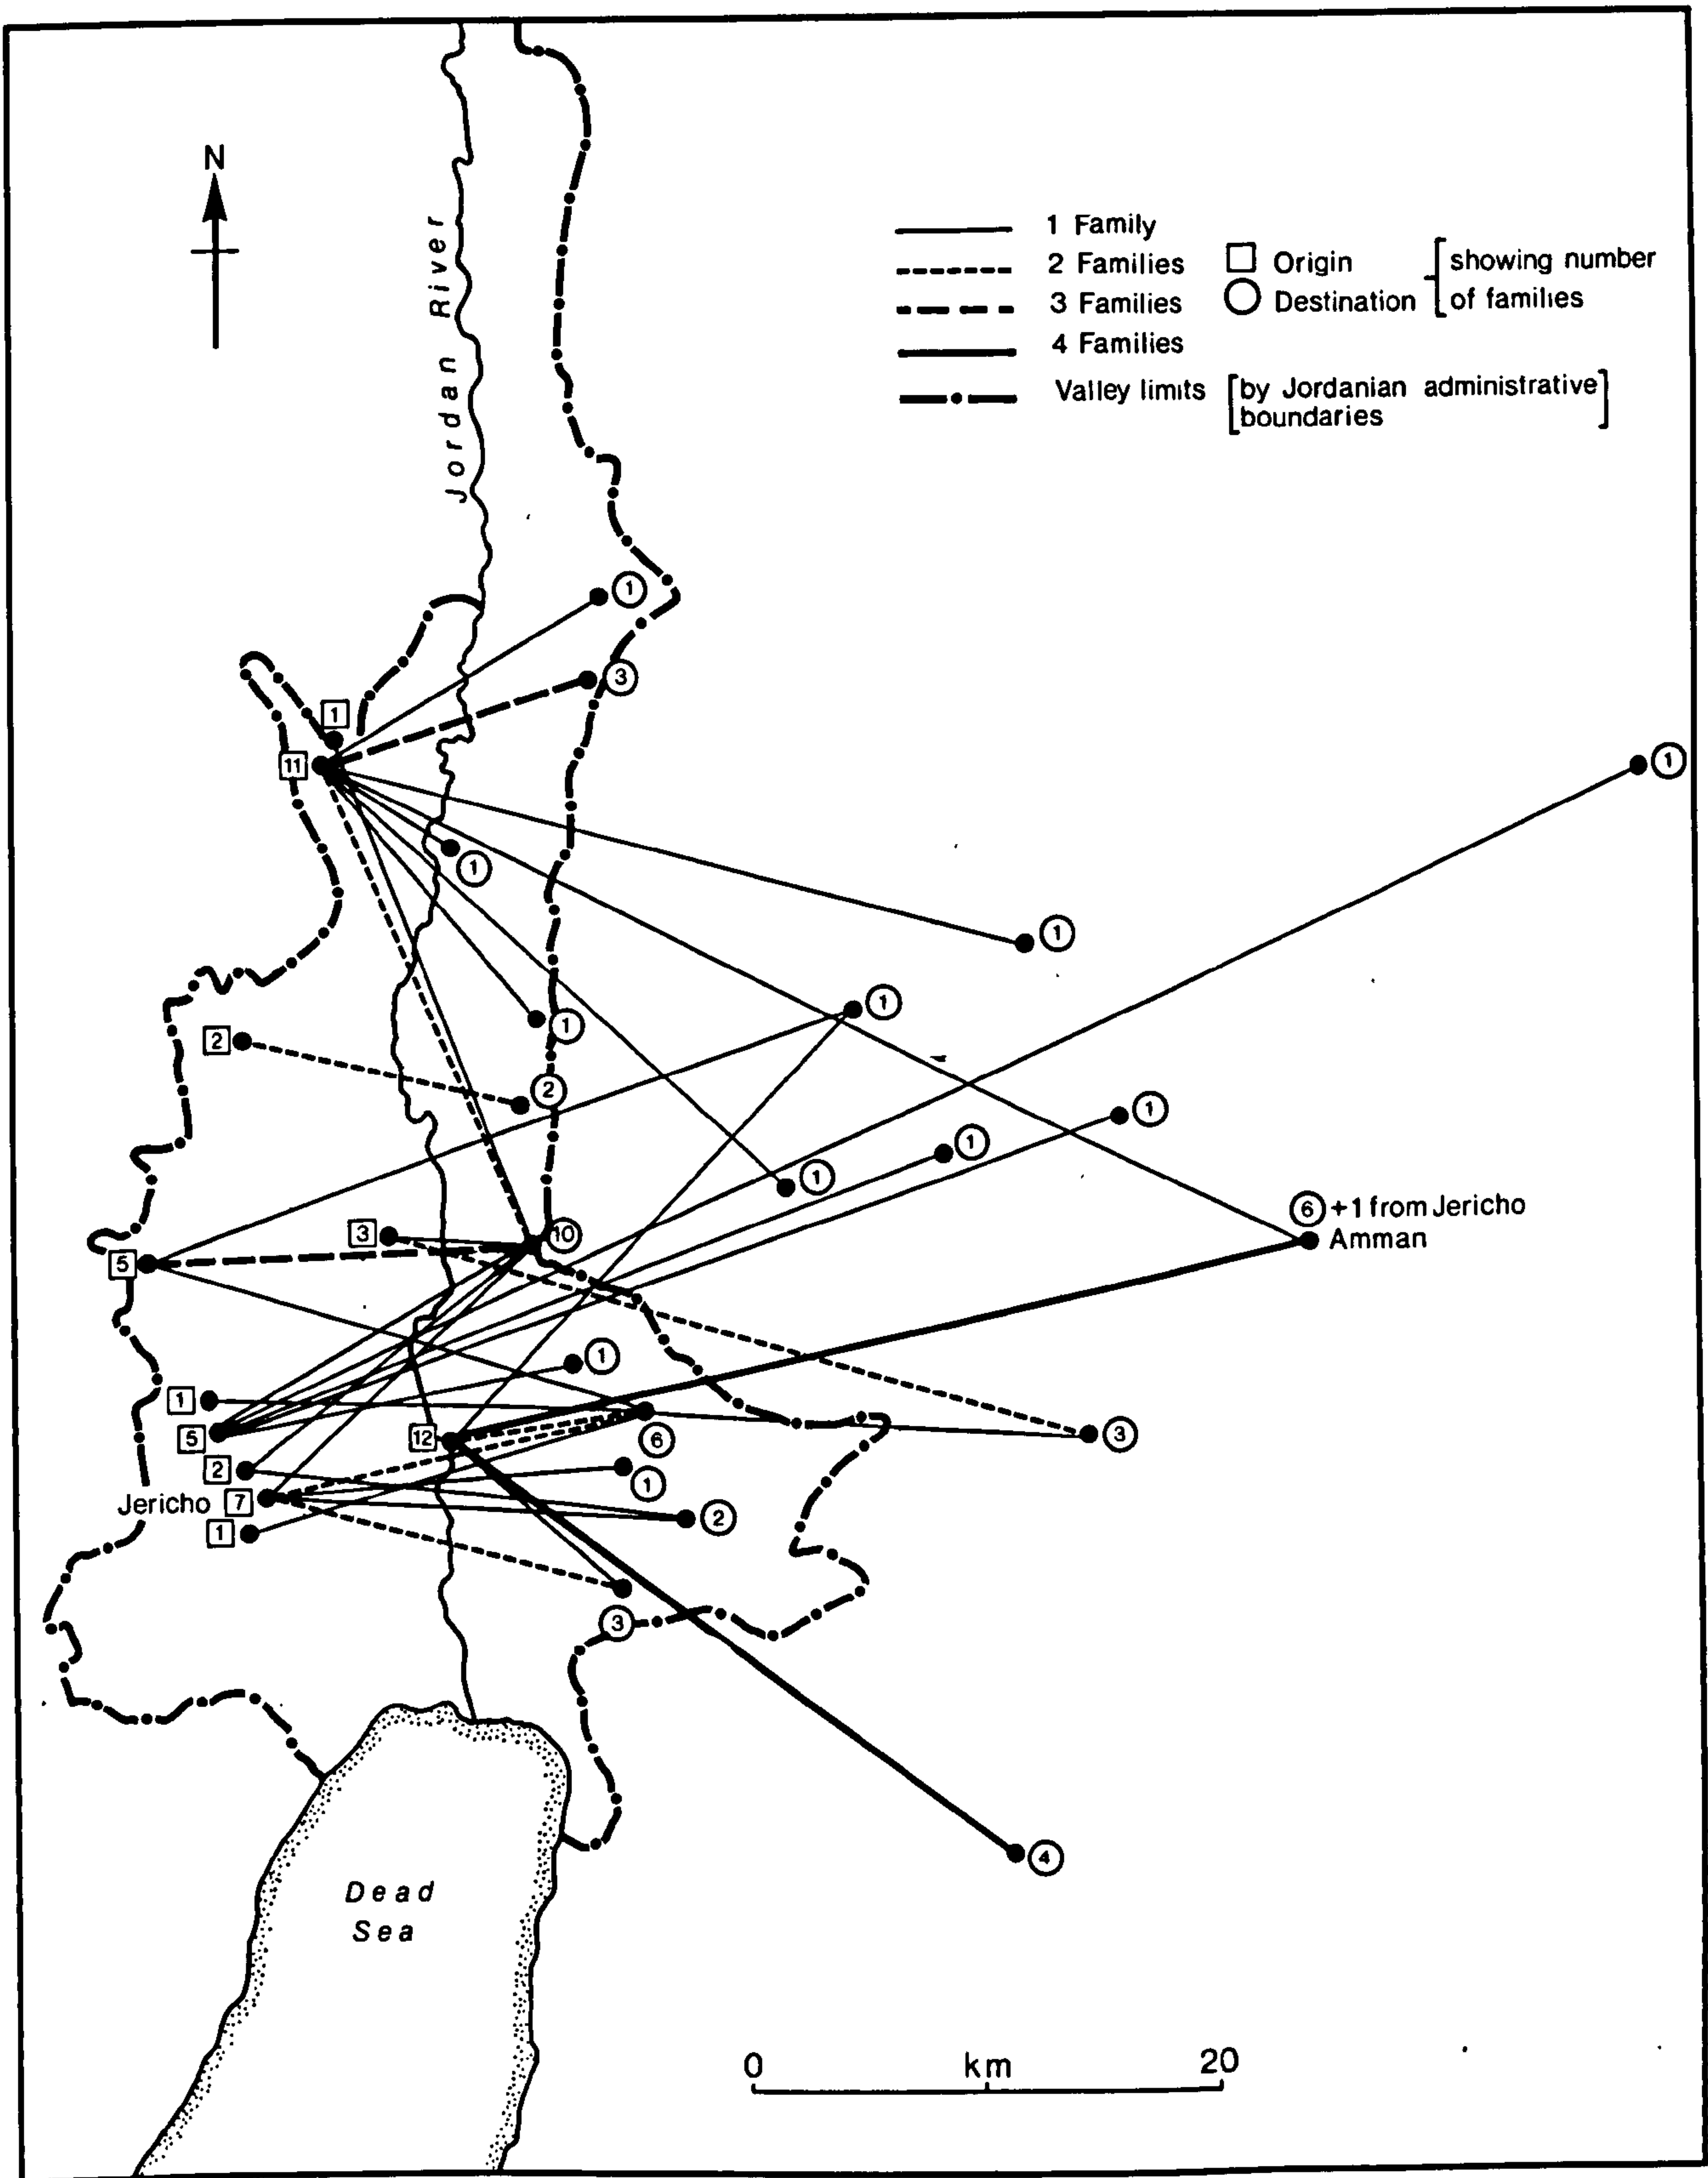 N
Jordan River
1 Family
2 Families
3 Families
4 Families
Valley limits [by Jordanian administrative boundaries]
Origin
Destination
[showing number
of families
1
3
1
11
1
1
1
1
1
2
1
2
1
1
1
6 +1 from Jericho
Amman
3
10
5
1
1
5
12
6
3
2
1
Jericho 7
2
1
3
4
Dead
Sea
0 km 20